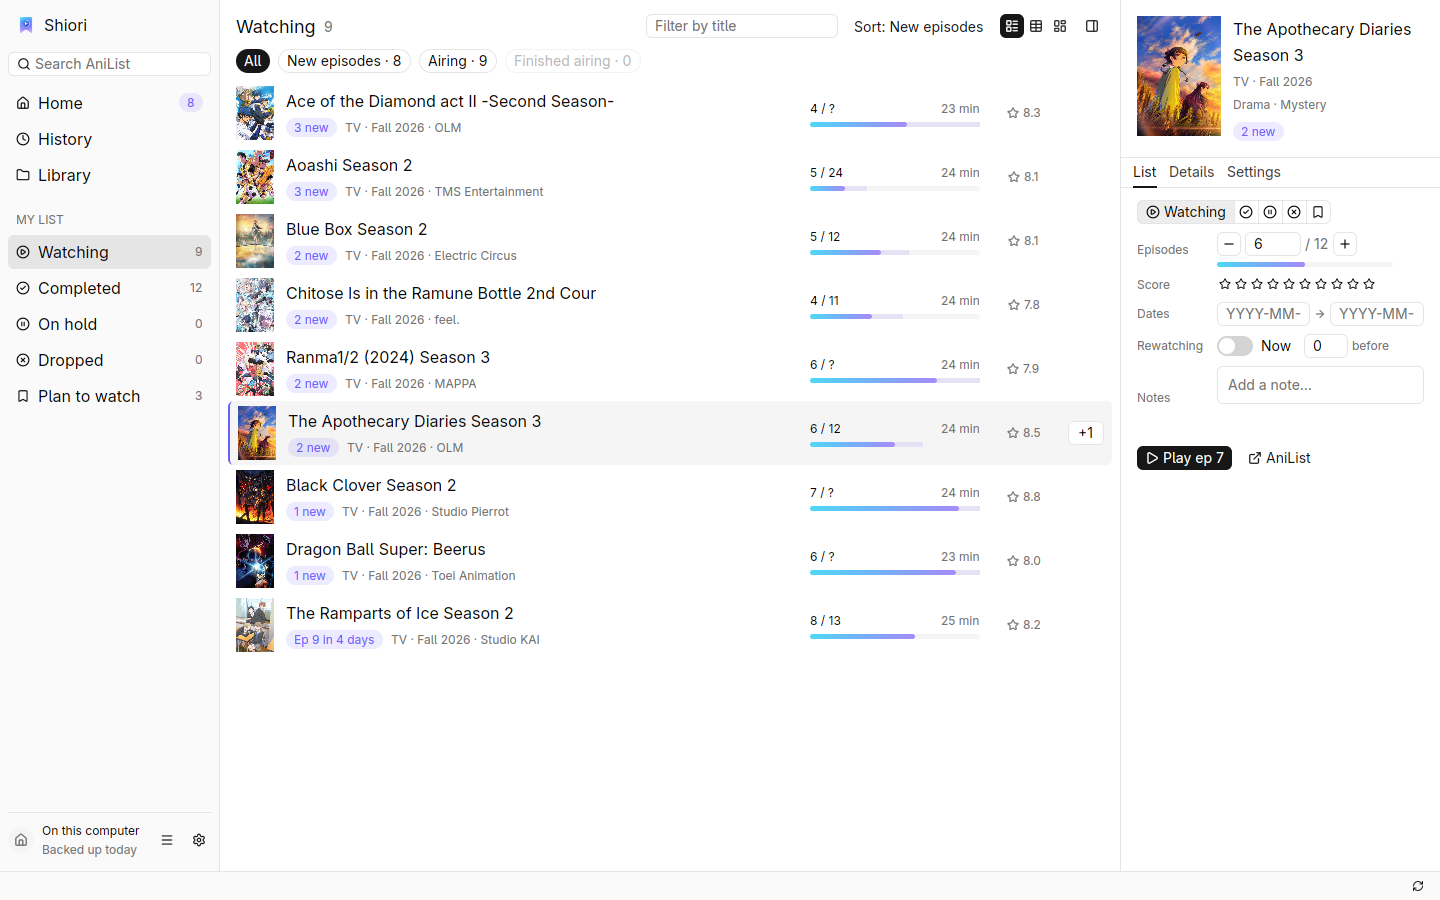 Shiori
Search AniList
Home 8
History
Library
MY LIST
Watching 9
Completed 12
On hold 0
Dropped 0
Plan to watch 3
On this computer
Backed up today
Watching 9
Filter by title
Sort: New episodes
All
New episodes · 8
Airing · 9
Finished airing · 0
Ace of the Diamond act II -Second Season-
3 new TV · Fall 2026 · OLM
4 / ? 23 min 8.3
Aoashi Season 2
3 new TV · Fall 2026 · TMS Entertainment
5 / 24 24 min 8.1
Blue Box Season 2
2 new TV · Fall 2026 · Electric Circus
5 / 12 24 min 8.1
Chitose Is in the Ramune Bottle 2nd Cour
2 new TV · Fall 2026 · feel.
4 / 11 24 min 7.8
Ranma1/2 (2024) Season 3
2 new TV · Fall 2026 · MAPPA
6 / ? 24 min 7.9
The Apothecary Diaries Season 3
2 new TV · Fall 2026 · OLM
6 / 12 24 min 8.5 +1
Black Clover Season 2
1 new TV · Fall 2026 · Studio Pierrot
7 / ? 24 min 8.8
Dragon Ball Super: Beerus
1 new TV · Fall 2026 · Toei Animation
6 / ? 23 min 8.0
The Ramparts of Ice Season 2
Ep 9 in 4 days TV · Fall 2026 · Studio KAI
8 / 13 25 min 8.2
The Apothecary Diaries
Season 3
TV · Fall 2026
Drama · Mystery
2 new
List Details Settings
Watching
Episodes 6 / 12
Score
Dates YYYY-MM- YYYY-MM-
Rewatching Now 0 before
Notes Add a note...
Play ep 7 AniList